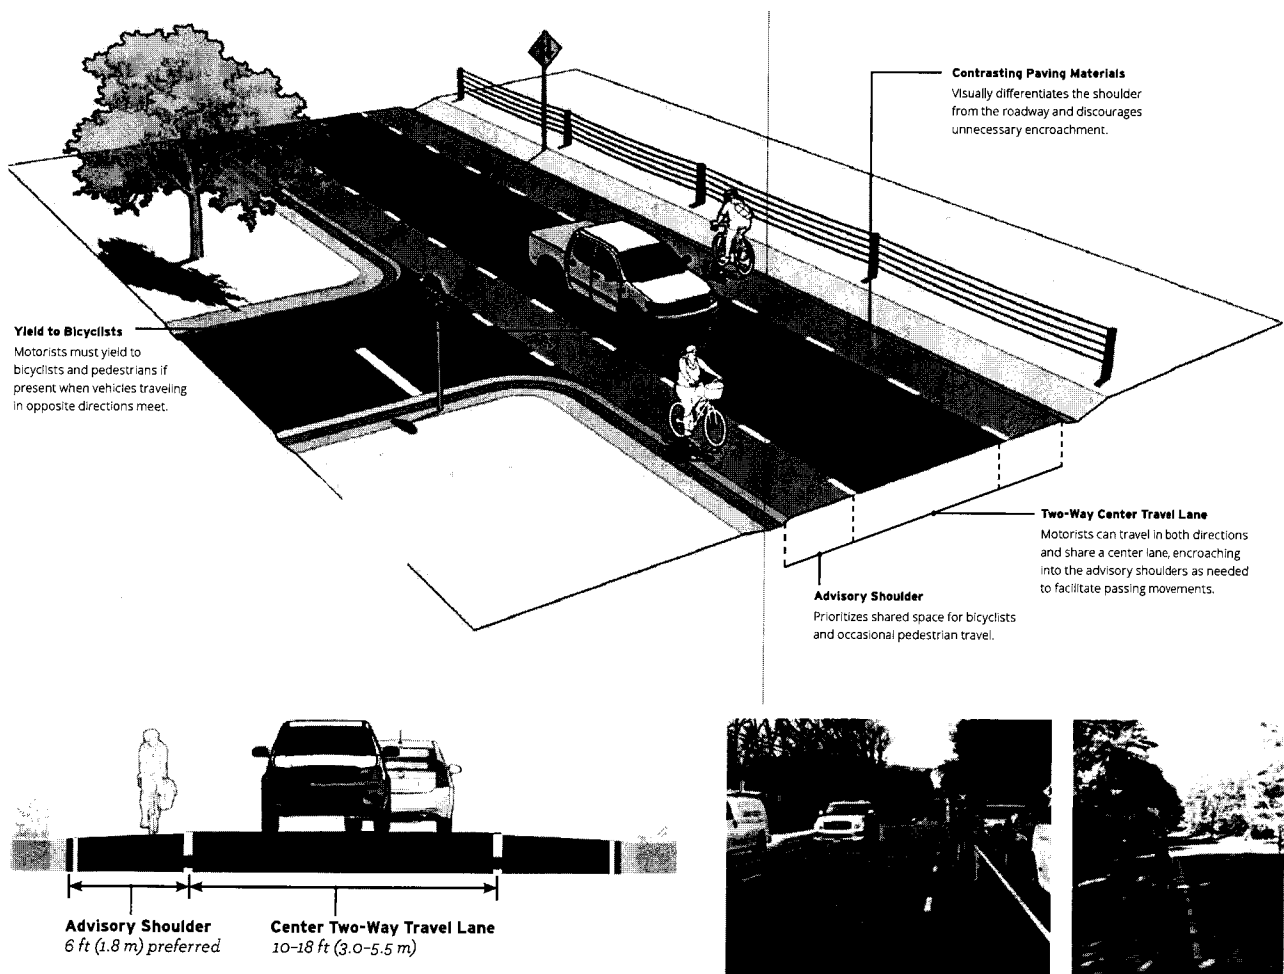 Contrasting Paving Materials
Visually differentiates the shoulder
from the roadway and discourages
unnecessary encroachment.
Yield to Bicyclists
Motorists must yield to
bicyclists and pedestrians if
present when vehicles traveling
in opposite directions meet.
Two-Way Center Travel Lane
Motorists can travel in both directions
and share a center lane, encroaching
into the advisory shoulders as needed
to facilitate passing movements.
Advisory Shoulder
Prioritizes shared space for bicyclists
and occasional pedestrian travel.
Advisory Shoulder
6 ft (1.8 m) preferred
Center Two-Way Travel Lane
10–18 ft (3.0–5.5 m)